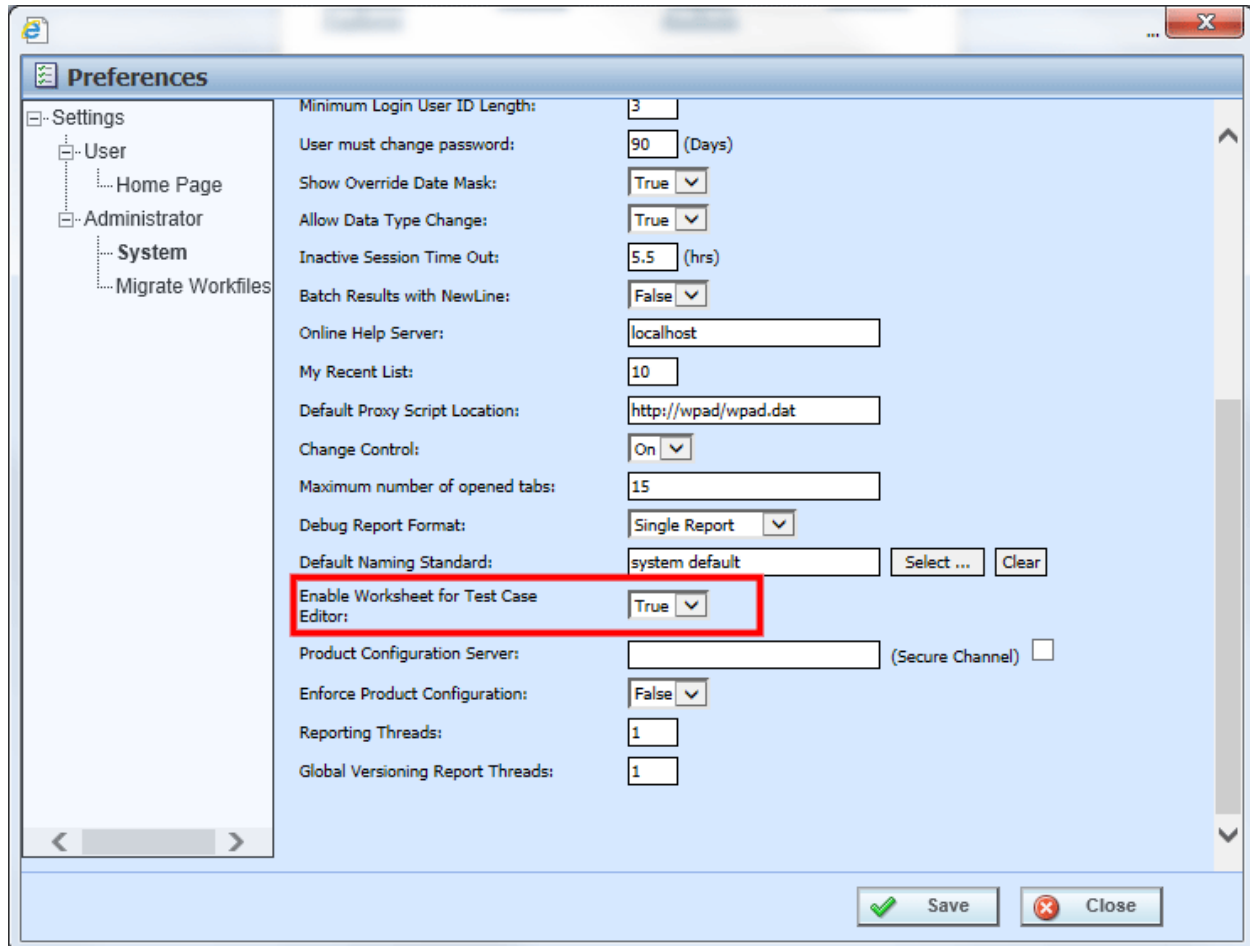 ...
X
Preferences
Settings
User
Home Page
Administrator
System
Migrate Workfiles
Minimum Login User ID Length: 3
User must change password: 90 (Days)
Show Override Date Mask: True
Allow Data Type Change: True
Inactive Session Time Out: 5.5 (hrs)
Batch Results with NewLine: False
Online Help Server: localhost
My Recent List: 10
Default Proxy Script Location: http://wpad/wpad.dat
Change Control: On
Maximum number of opened tabs: 15
Debug Report Format: Single Report
Default Naming Standard: system default Select ... Clear
Enable Worksheet for Test Case
Editor: True
Product Configuration Server: (Secure Channel)
Enforce Product Configuration: False
Reporting Threads: 1
Global Versioning Report Threads: 1
Save Close